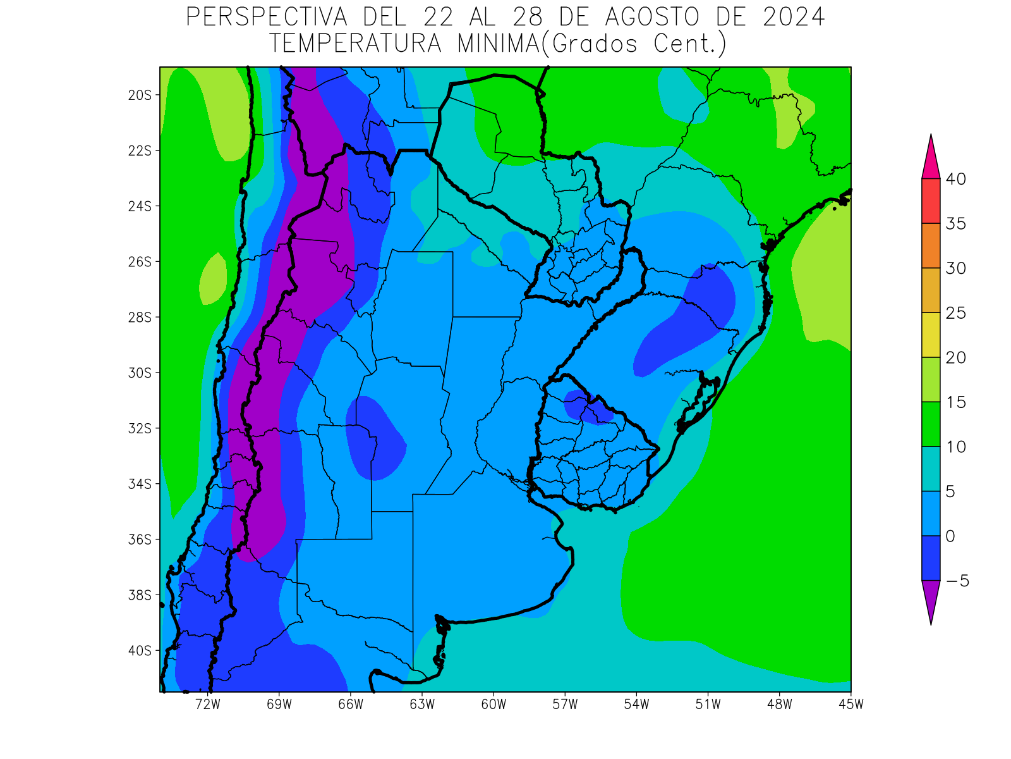 PERSPECTIVA DEL 22 AL 28 DE AGOSTO DE 2024
TEMPERATURA MINIMA(Grados Cent.)
20S
22S
24S
26S
28S
30S
32S
34S
36S
38S
40S
72W 69W 66W 63W 60W 57W 54W 51W 48W 45W
40
35
30
25
20
15
10
5
0
−5